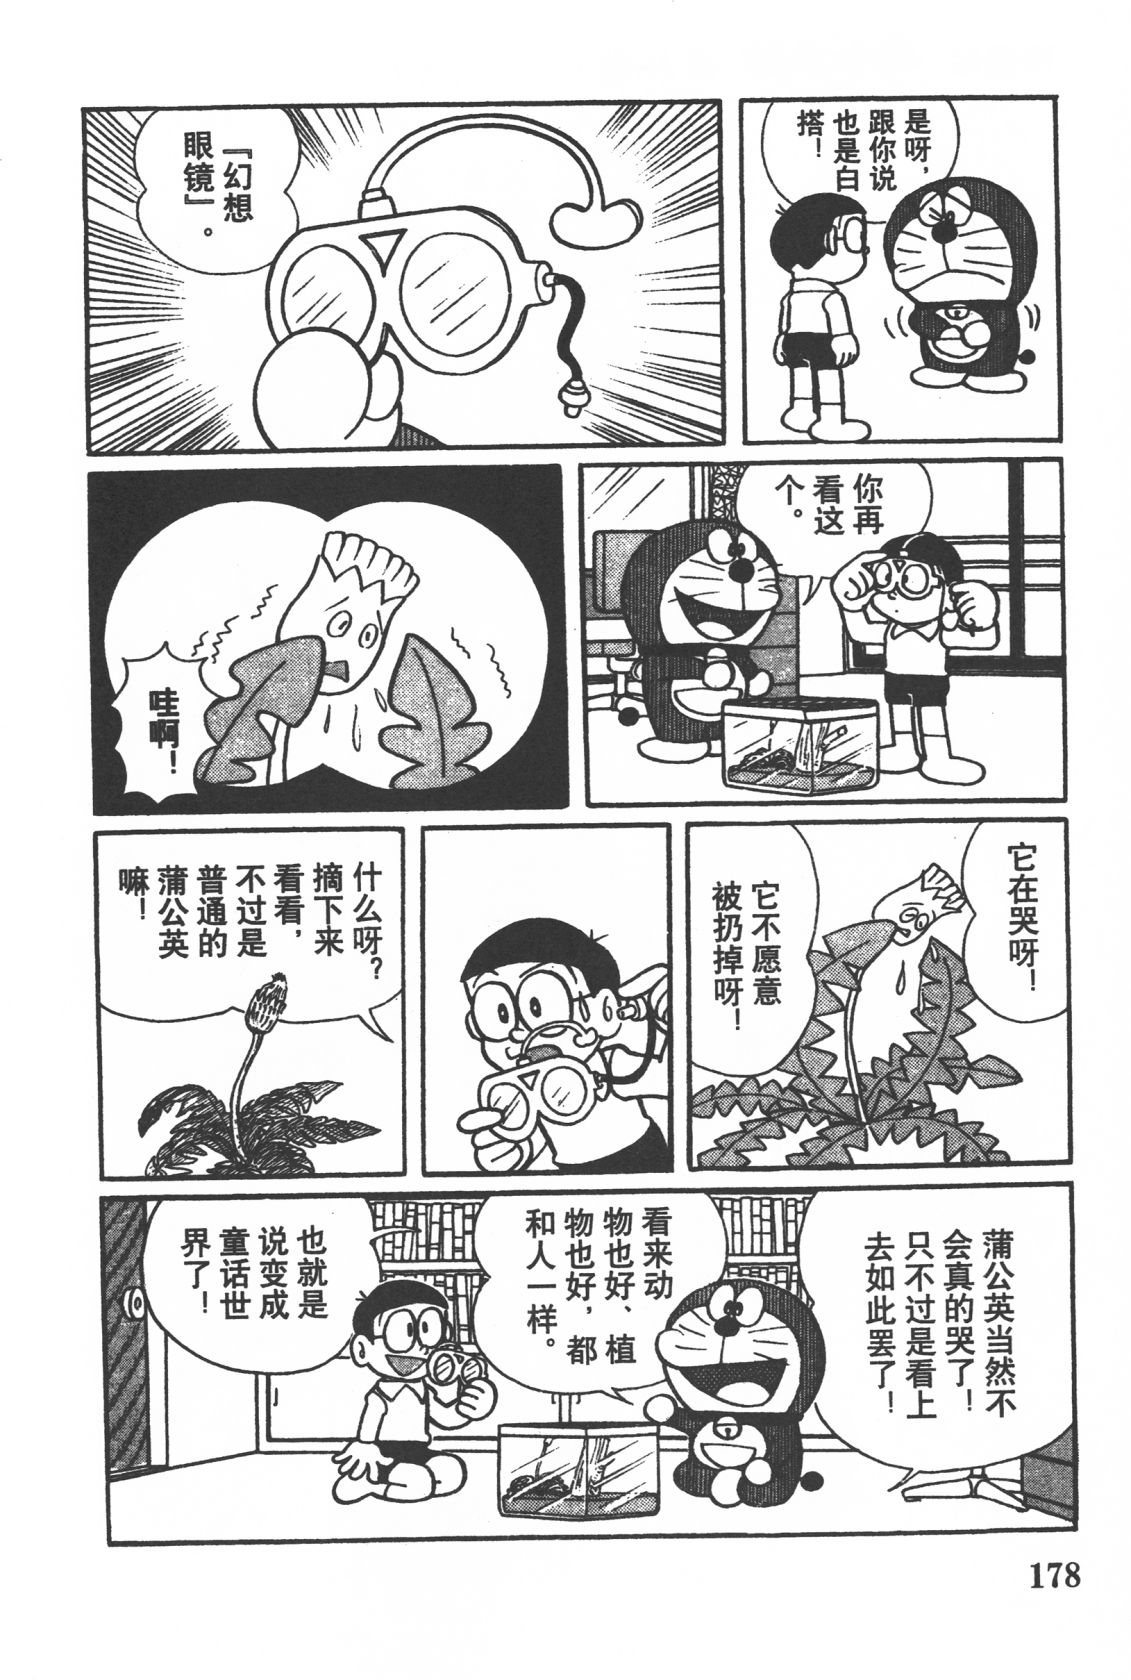 是呀，
跟你说
也是白
搭！
『幻想
眼镜』。
你再
看这
个。
哇啊！
它在哭呀！
它不愿意
被扔掉呀！
什么呀？
摘下来
看看，
不过是
普通的
蒲公英
嘛！
蒲公英当然不
会真的哭了！
只不过是看上
去如此罢了！
看来动
物也好、植
物也好，都
和人一样。
也就是
说变成
童话世
界了！
178